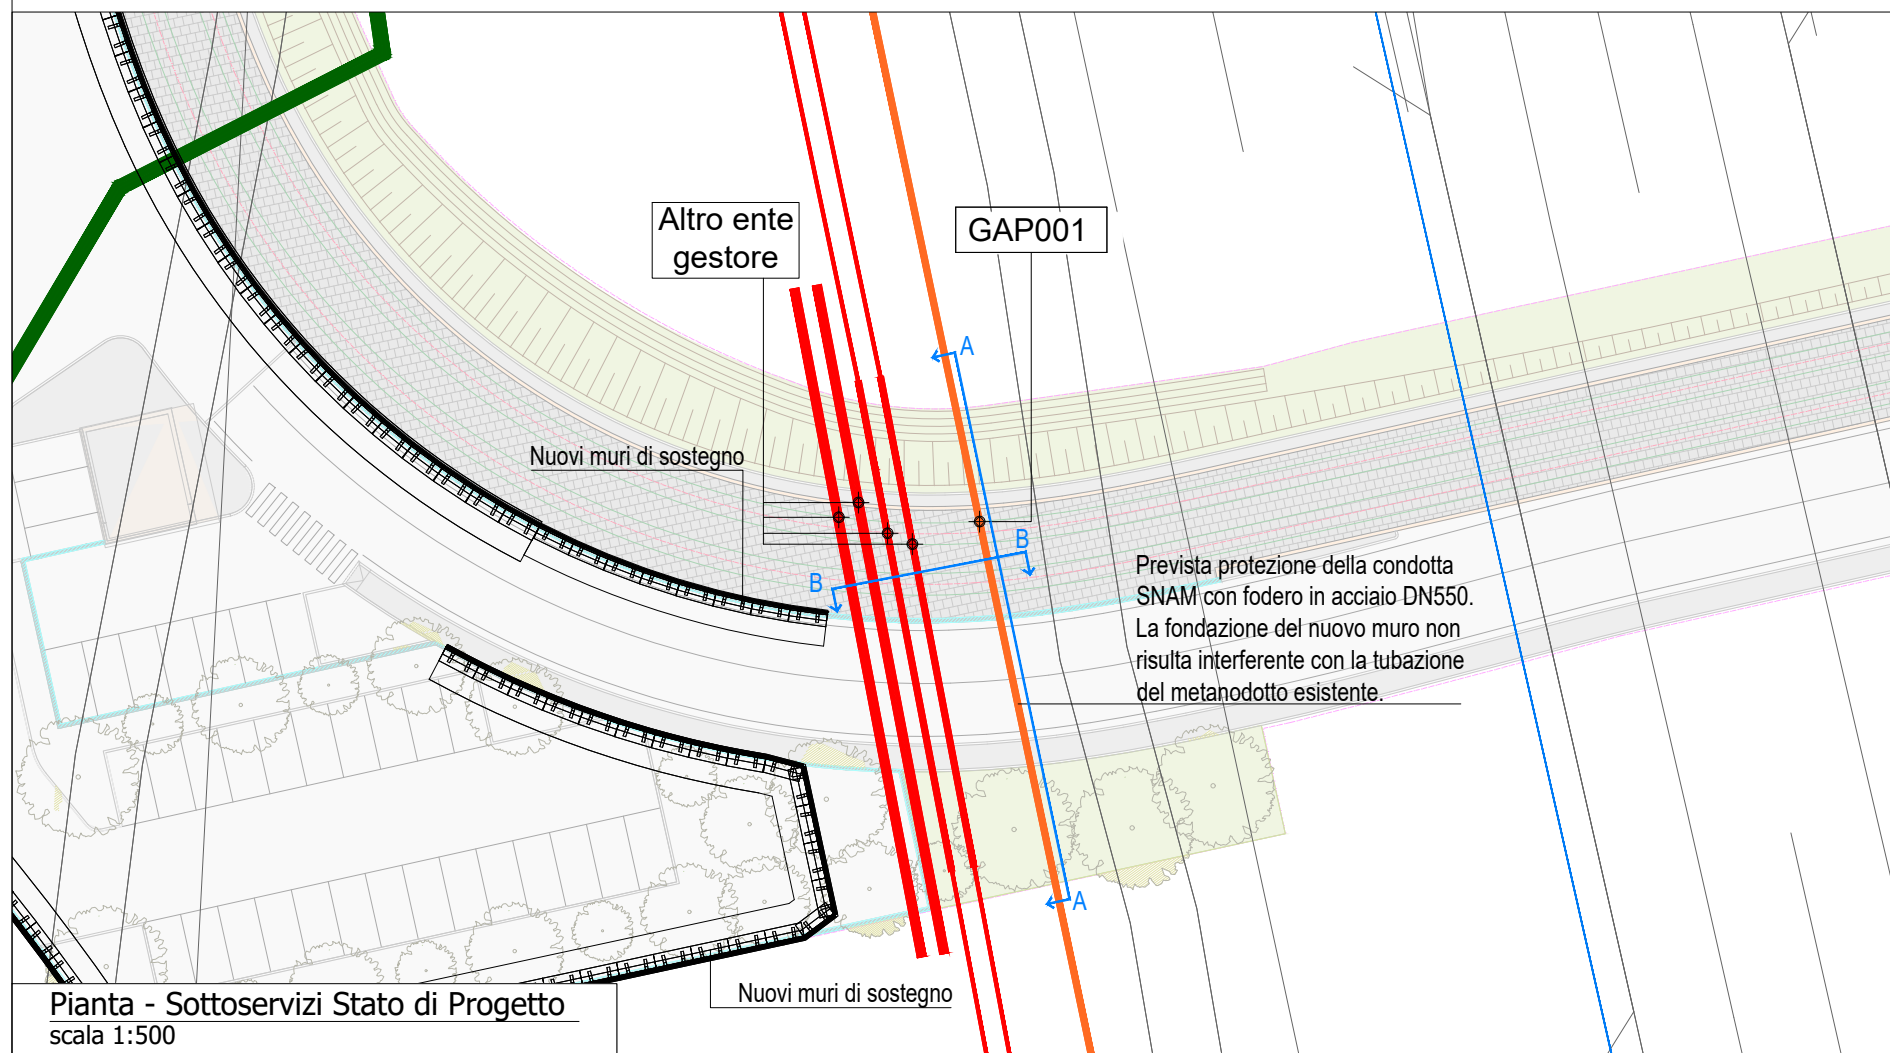 Altro ente
gestore
GAP001
A
Nuovi muri di sostegno
B
B
Prevista protezione della condotta
SNAM con fodero in acciaio DN550.
La fondazione del nuovo muro non
risulta interferente con la tubazione
del metanodotto esistente.
A
Nuovi muri di sostegno
Pianta - Sottoservizi Stato di Progetto
scala 1:500